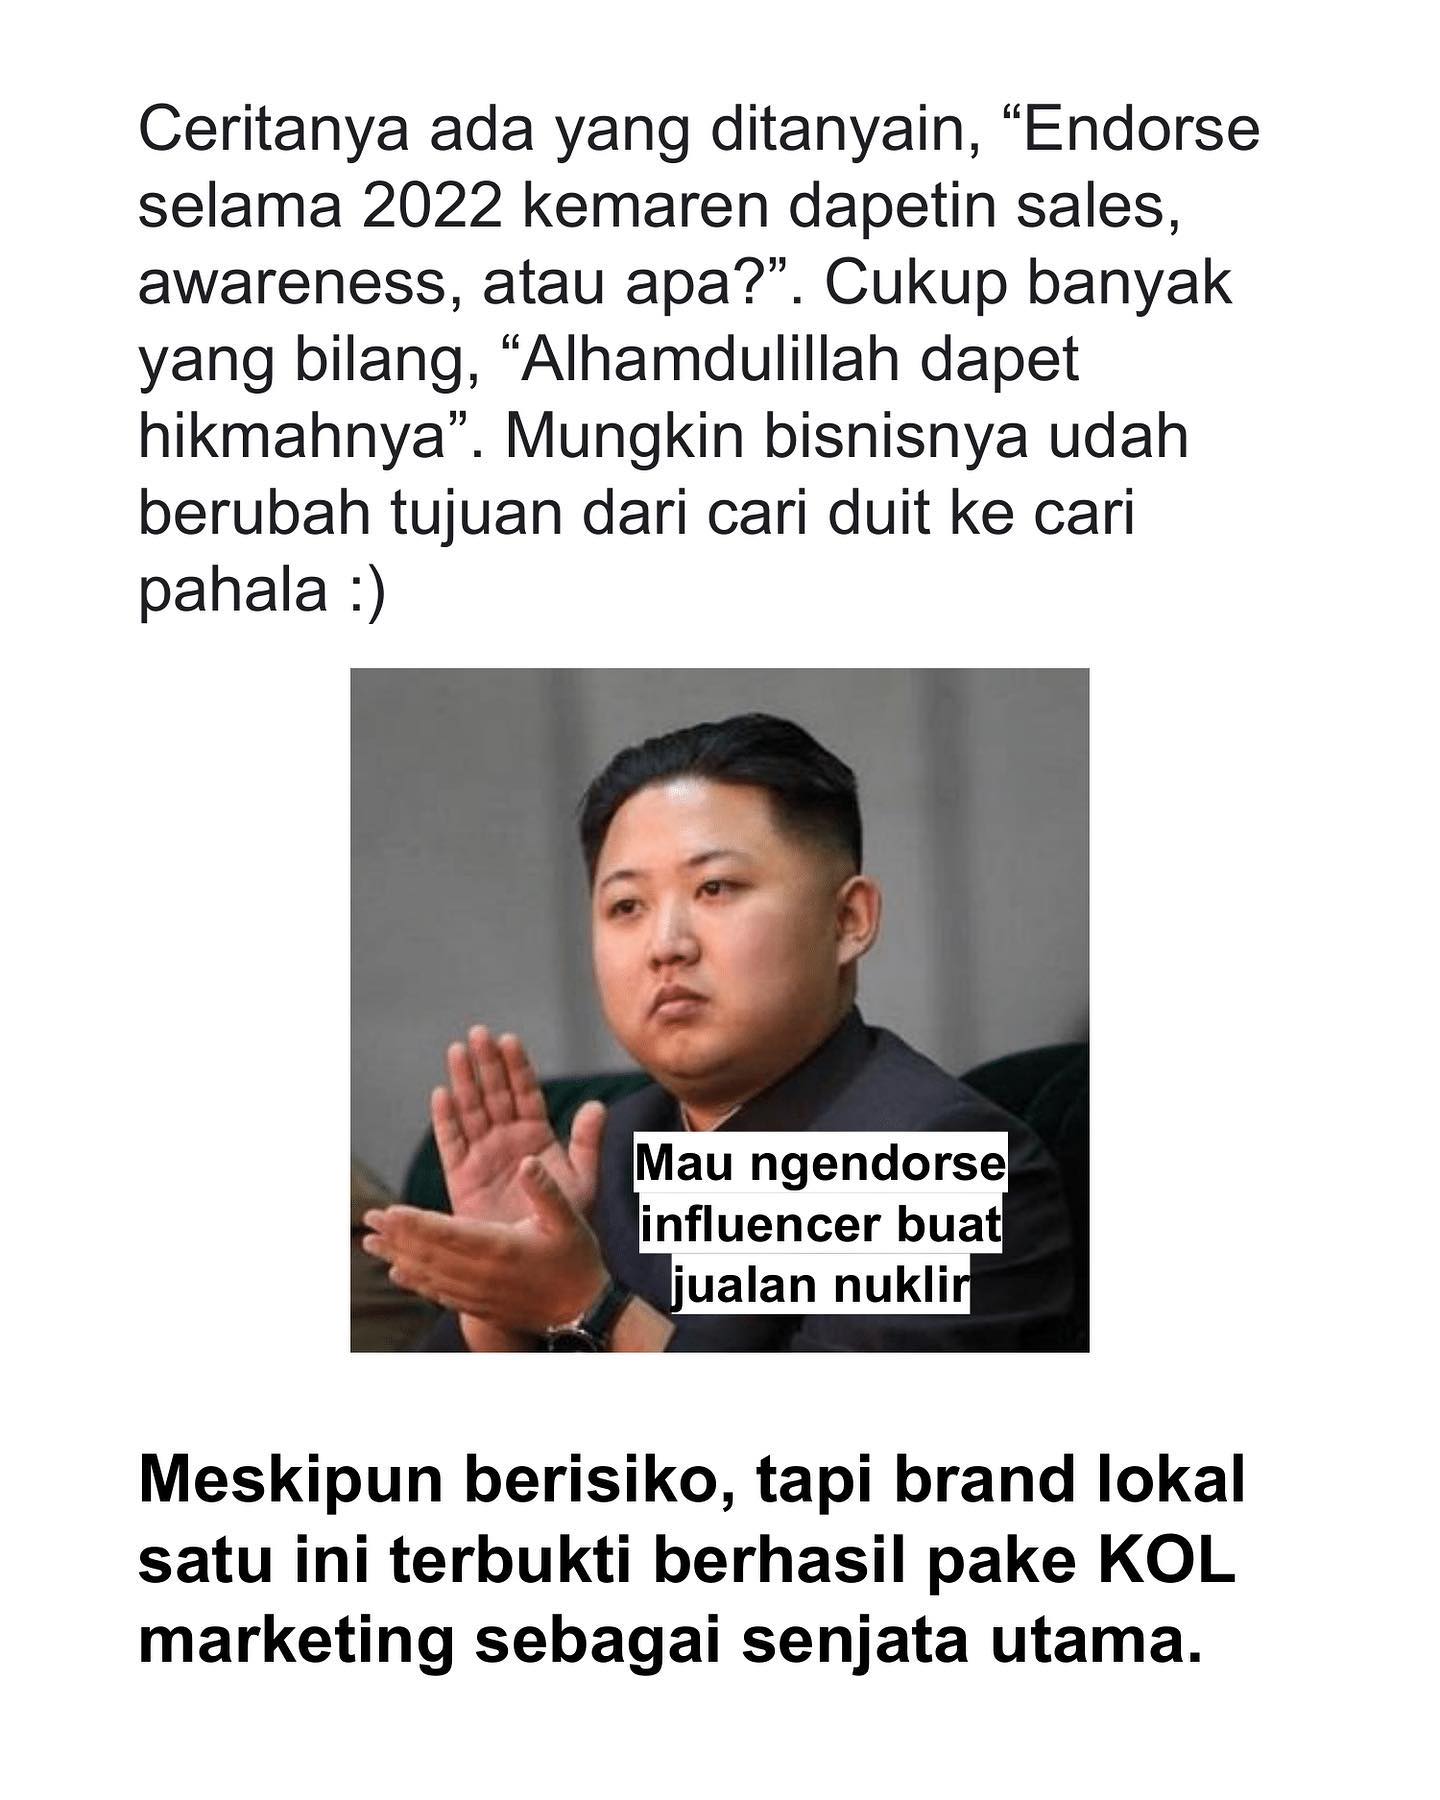 Ceritanya ada yang ditanyain, “Endorse
selama 2022 kemaren dapetin sales,
awareness, atau apa?”. Cukup banyak
yang bilang, “Alhamdulillah dapet
hikmahnya”. Mungkin bisnisnya udah
berubah tujuan dari cari duit ke cari
pahala :)
Mau ngendorse
influencer buat
jualan nuklir
Meskipun berisiko, tapi brand lokal
satu ini terbukti berhasil pake KOL
marketing sebagai senjata utama.